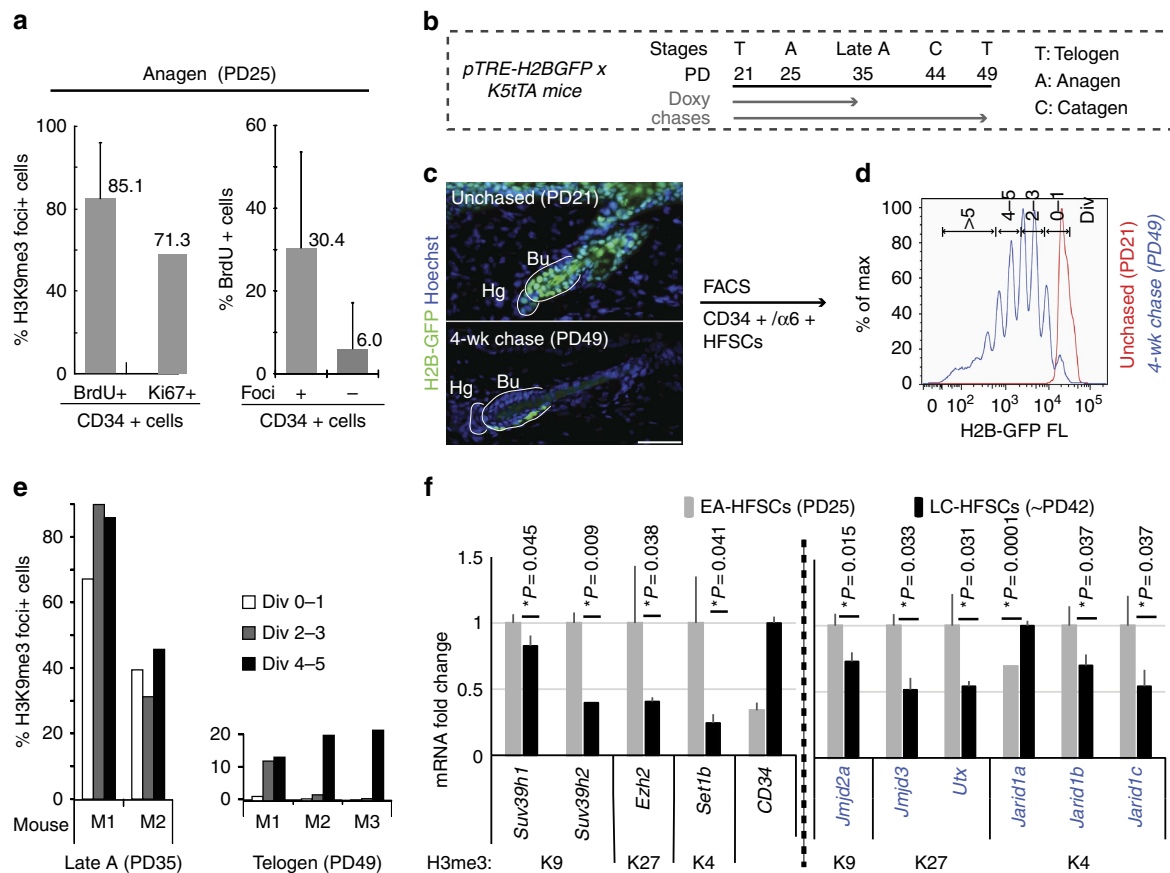 a
Anagen (PD25)
% H3K9me3 foci+ cells
100
80
60
40
20
0
85.1
71.3
BrdU+ Ki67+
CD34 + cells
% BrdU + cells
60
40
20
0
30.4
6.0
Foci + –
CD34 + cells
b
pTRE-H2BGFP x
K5tTA mice
Stages T A Late A C T
PD 21 25 35 44 49
Doxy
chases
T: Telogen
A: Anagen
C: Catagen
c
H2B-GFP Hoechst
Unchased (PD21)
Bu
Hg
4-wk chase (PD49)
Hg
Bu
FACS
CD34 + /α6 +
HFSCs
d
% of max
100
80
60
40
20
0
>5
4–5
2–3
0–1
Div
0 10² 10³ 10⁴ 10⁵
H2B-GFP FL
Unchased (PD21)
4-wk chase (PD49)
e
% H3K9me3 foci+ cells
80
60
40
20
0
Div 0–1
Div 2–3
Div 4–5
20
10
0
Mouse M1 M2
M1 M2 M3
Late A (PD35)
Telogen (PD49)
f
EA-HFSCs (PD25)
LC-HFSCs (~PD42)
mRNA fold change
1.5
1
0.5
0
*P= 0.045
*P= 0.009
*P= 0.038
*P= 0.041
*P= 0.015
*P= 0.033
*P= 0.031
*P= 0.0001
*P= 0.037
*P= 0.037
Suv39h1
Suv39h2
Ezh2
Set1b
CD34
Jmjd2a
Jmjd3
Utx
Jarid1a
Jarid1b
Jarid1c
H3me3: K9 K27 K4 K9 K27 K4